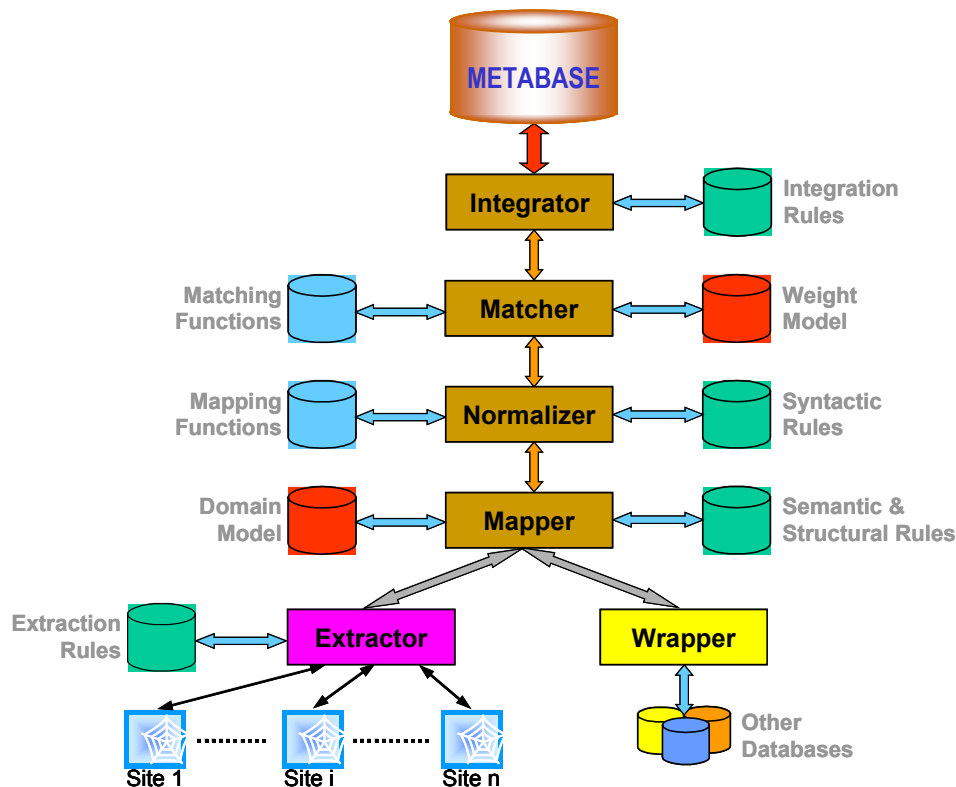 METABASE
Integrator
Integration
Rules
Matching
Functions
Matcher
Weight
Model
Mapping
Functions
Normalizer
Syntactic
Rules
Domain
Model
Mapper
Semantic &
Structural Rules
Extraction
Rules
Extractor
Wrapper
Site 1
Site i
Site n
Other
Databases